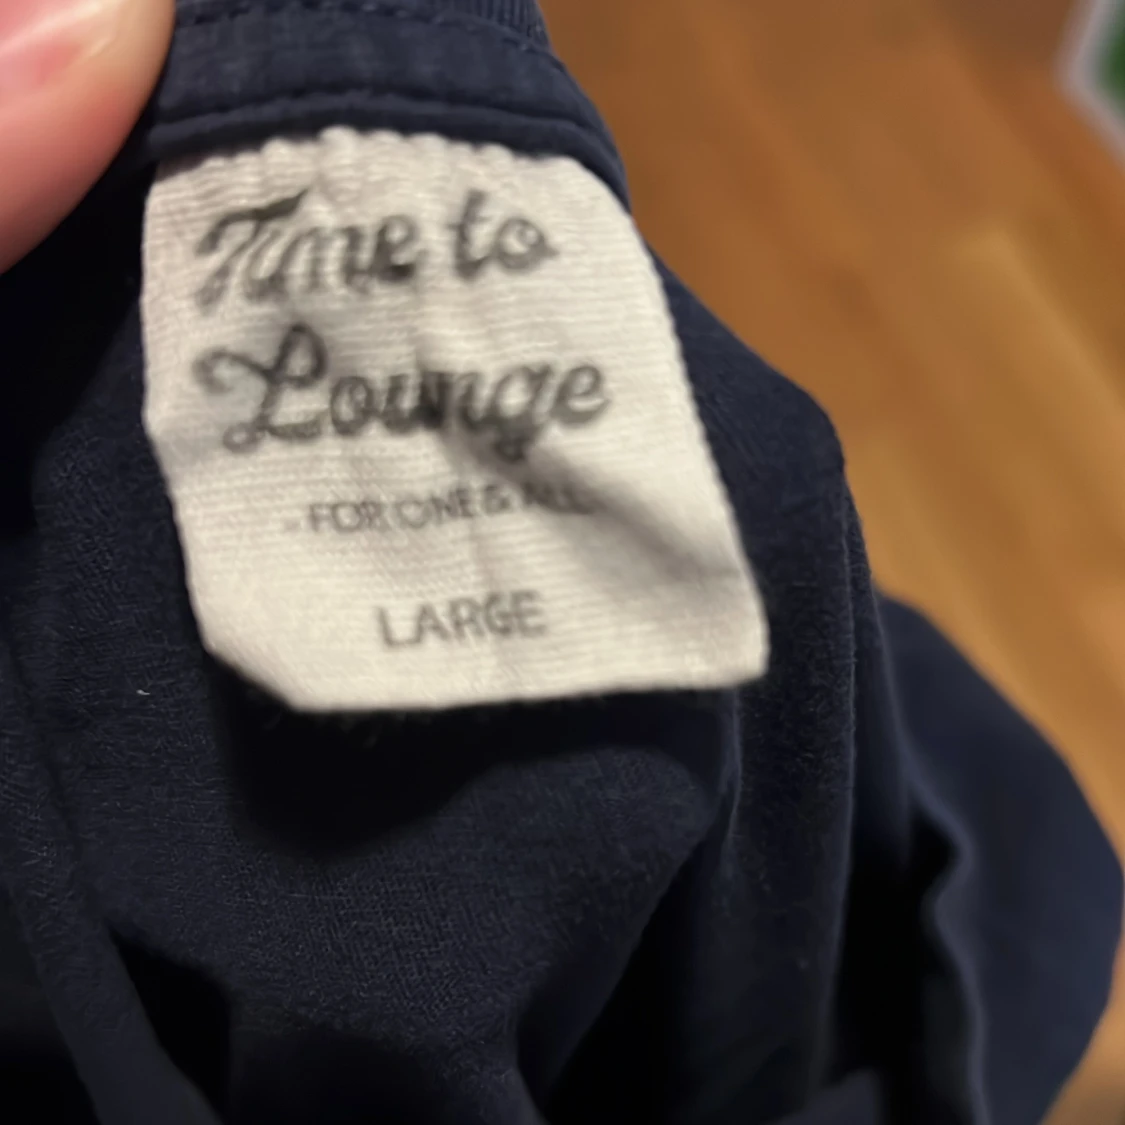 Time to
Lounge
- FOR ONE & ALL
LARGE